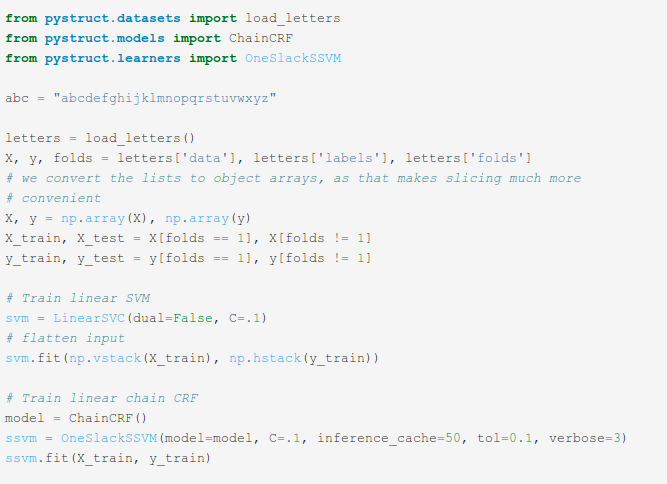 from pystruct.datasets import load_letters
from pystruct.models import ChainCRF
from pystruct.learners import OneSlackSSVM

abc = "abcdefghijklmnopqrstuvwxyz"

letters = load_letters()
X, y, folds = letters['data'], letters['labels'], letters['folds']
# we convert the lists to object arrays, as that makes slicing much more
# convenient
X, y = np.array(X), np.array(y)
X_train, X_test = X[folds == 1], X[folds != 1]
y_train, y_test = y[folds == 1], y[folds != 1]

# Train linear SVM
svm = LinearSVC(dual=False, C=.1)
# flatten input
svm.fit(np.vstack(X_train), np.hstack(y_train))

# Train linear chain CRF
model = ChainCRF()
ssvm = OneSlackSSVM(model=model, C=.1, inference_cache=50, tol=0.1, verbose=3)
ssvm.fit(X_train, y_train)